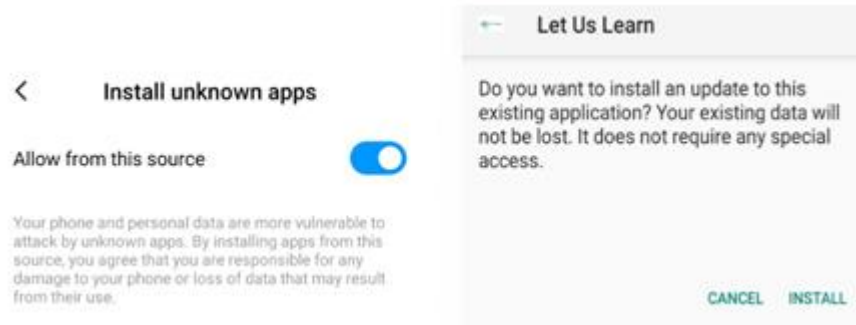 Install unknown apps
Allow from this source
Your phone and personal data are more vulnerable to
attack by unknown apps. By installing apps from this
source, you agree that you are responsible for any
damage to your phone or loss of data that may result
from their use.
Let Us Learn
Do you want to install an update to this
existing application? Your existing data will
not be lost. It does not require any special
access.
CANCEL INSTALL